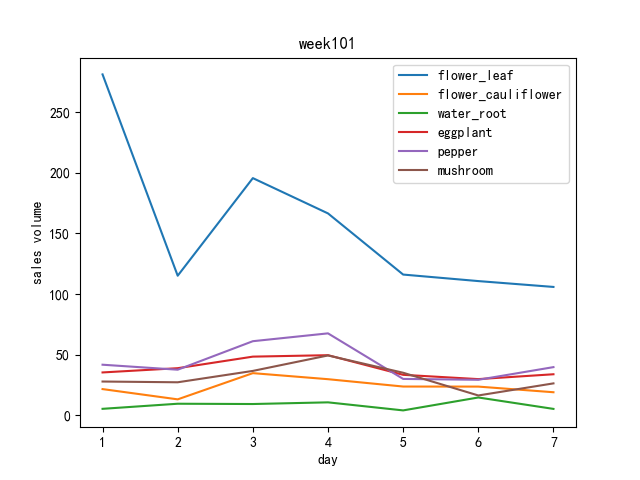 week101
flower_leaf
flower_cauliflower
water_root
eggplant
pepper
mushroom
sales volume
250
200
150
100
50
0
1 2 3 4 5 6 7
day